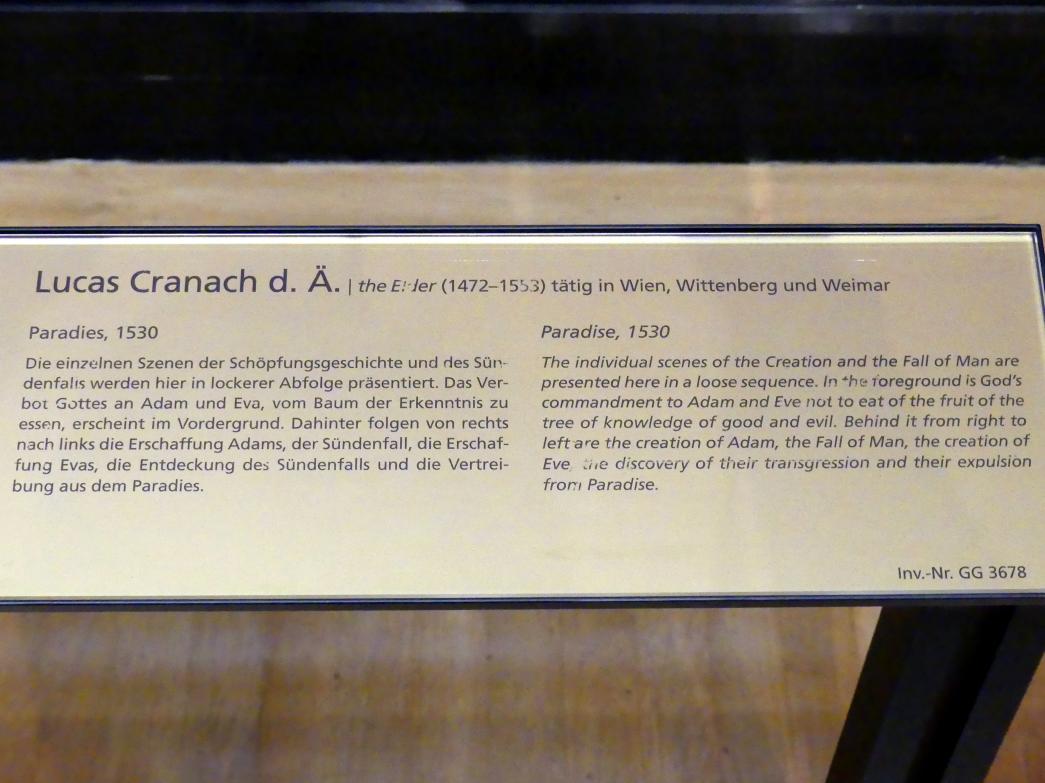 Lucas Cranach d. Ä. | the Elder (1472–1553) tätig in Wien, Wittenberg und Weimar
Paradies, 1530
Die einzelnen Szenen der Schöpfungsgeschichte und des Sün-
denfalls werden hier in lockerer Abfolge präsentiert. Das Ver-
bot Gottes an Adam und Eva, vom Baum der Erkenntnis zu
essen, erscheint im Vordergrund. Dahinter folgen von rechts
nach links die Erschaffung Adams, der Sündenfall, die Erschaf-
fung Evas, die Entdeckung des Sündenfalls und die Vertrei-
bung aus dem Paradies.
Paradise, 1530
The individual scenes of the Creation and the Fall of Man are
presented here in a loose sequence. In the foreground is God's
commandment to Adam and Eve not to eat of the fruit of the
tree of knowledge of good and evil. Behind it from right to
left are the creation of Adam, the Fall of Man, the creation of
Eve, the discovery of their transgression and their expulsion
from Paradise.
Inv.-Nr. GG 3678